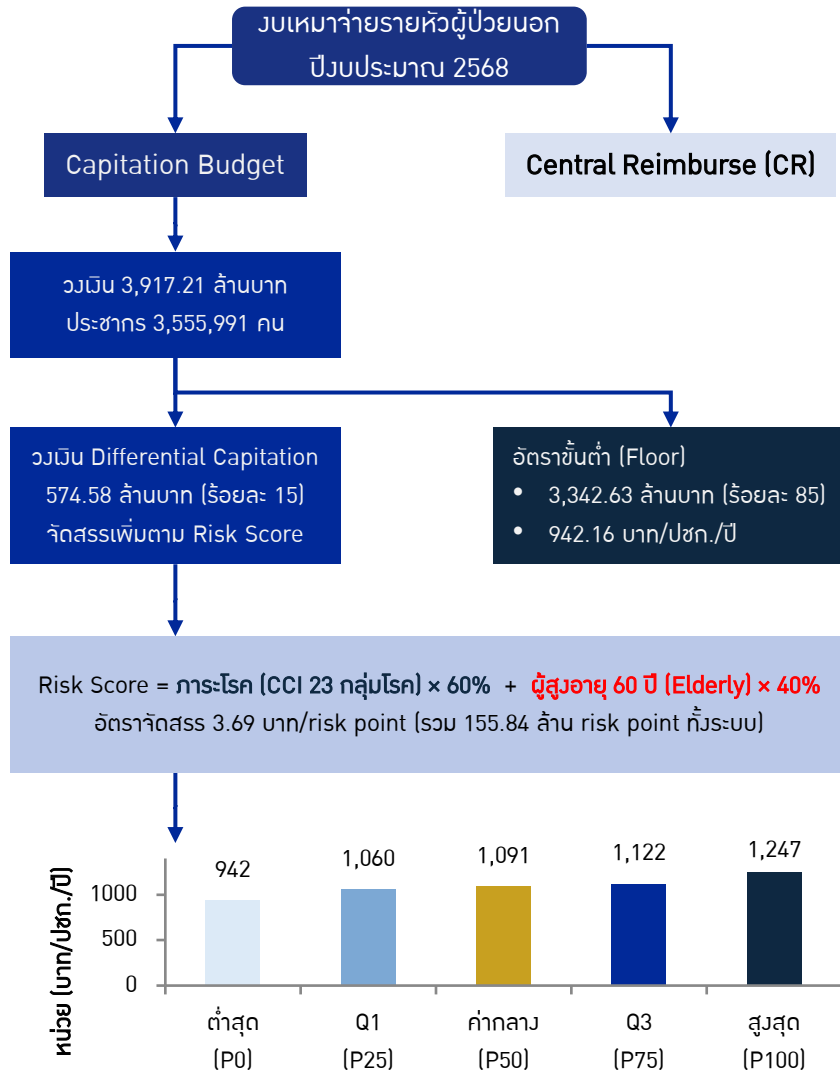 งบเหมาจ่ายรายหัวผู้ป่วยนอก
ปีงบประมาณ 2568
Capitation Budget
Central Reimburse (CR)
วงเงิน 3,917.21 ล้านบาท
ประชากร 3,555,991 คน
วงเงิน Differential Capitation
574.58 ล้านบาท (ร้อยละ 15)
จัดสรรเพิ่มตาม Risk Score
อัตราขั้นต่ำ (Floor)
• 3,342.63 ล้านบาท (ร้อยละ 85)
• 942.16 บาท/ปชก./ปี
Risk Score = ภาระโรค (CCI 23 กลุ่มโรค) × 60% + ผู้สูงอายุ 60 ปี (Elderly) × 40%
อัตราจัดสรร 3.69 บาท/risk point (รวม 155.84 ล้าน risk point ทั้งระบบ)
หน่วย (บาท/ปชก./ปี)
1000
500
0
942
1,060
1,091
1,122
1,247
ต่ำสุด
(P0)
Q1
(P25)
ค่ากลาง
(P50)
Q3
(P75)
สูงสุด
(P100)